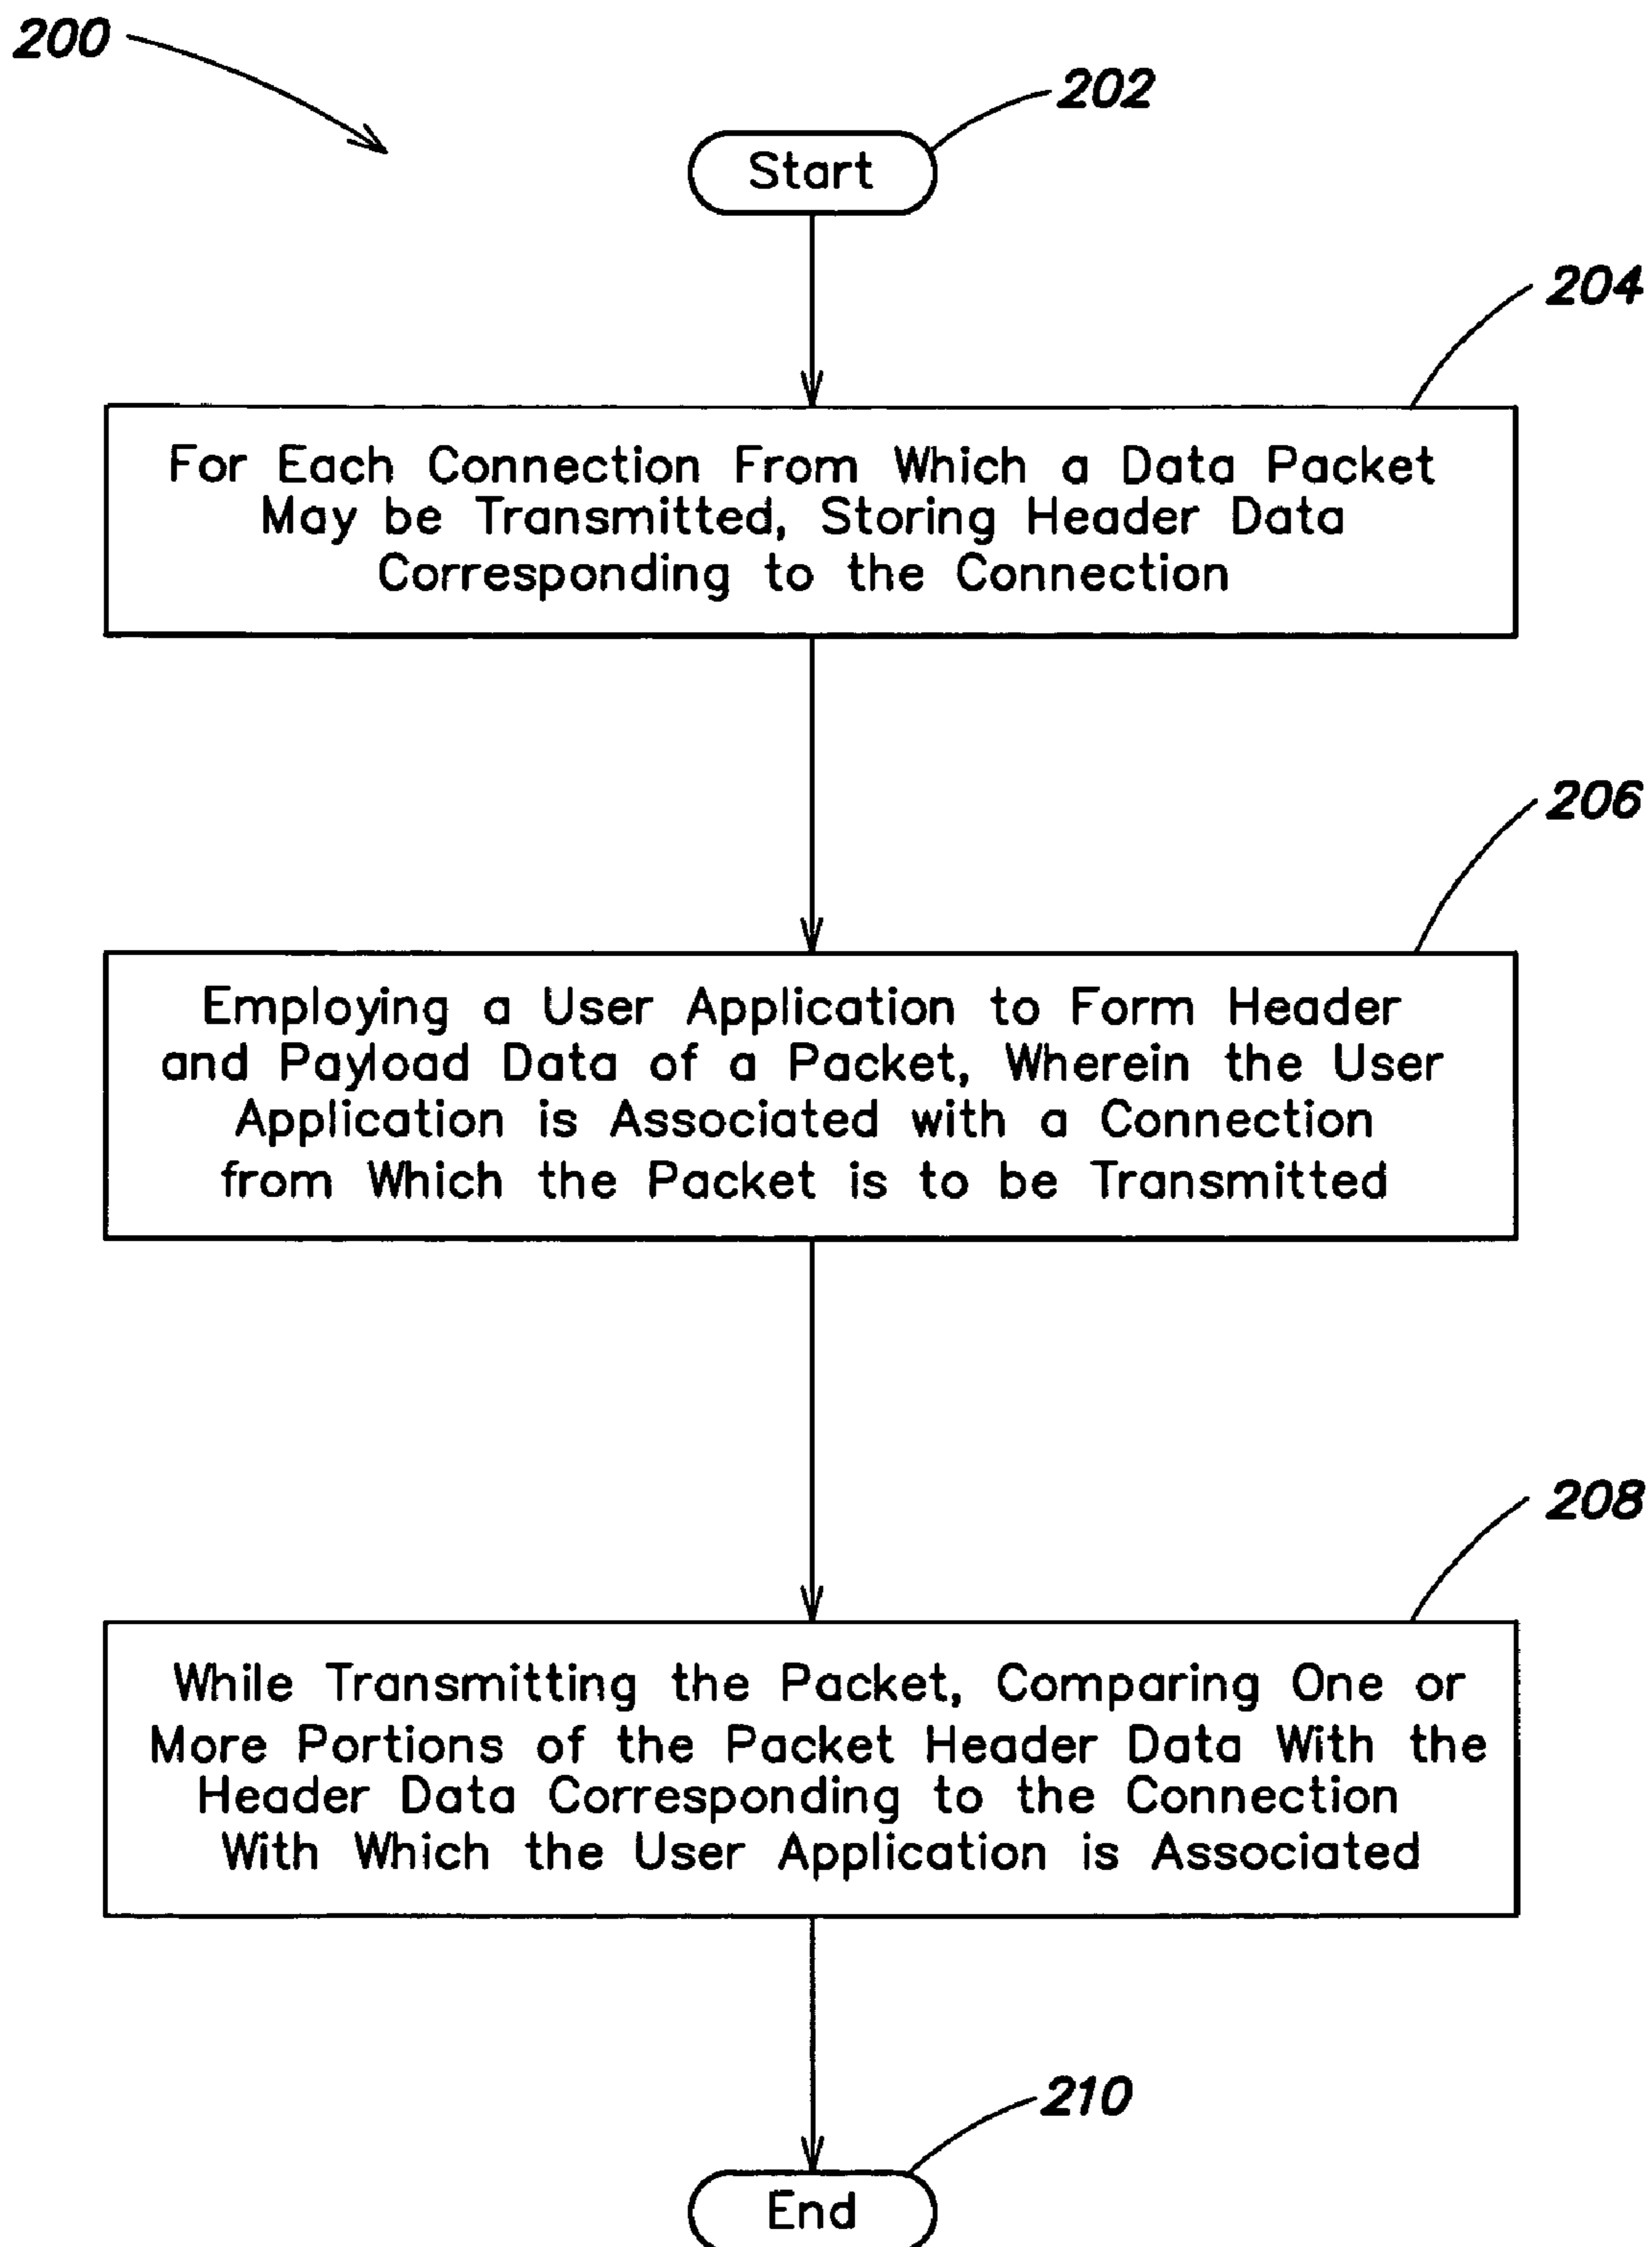 200
202
Start
204
For Each Connection From Which a Data Packet
May be Transmitted, Storing Header Data
Corresponding to the Connection
206
Employing a User Application to Form Header
and Payload Data of a Packet, Wherein the User
Application is Associated with a Connection
from Which the Packet is to be Transmitted
208
While Transmitting the Packet, Comparing One or
More Portions of the Packet Header Data With the
Header Data Corresponding to the Connection
With Which the User Application is Associated
210
End